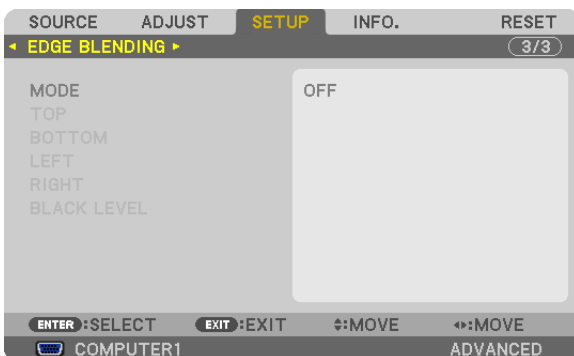 SOURCE ADJUST SETUP INFO. RESET
◂ EDGE BLENDING ▸ 3/3
MODE OFF
TOP
BOTTOM
LEFT
RIGHT
BLACK LEVEL
ENTER :SELECT EXIT :EXIT ♦:MOVE ◂▸:MOVE
COMPUTER1 ADVANCED